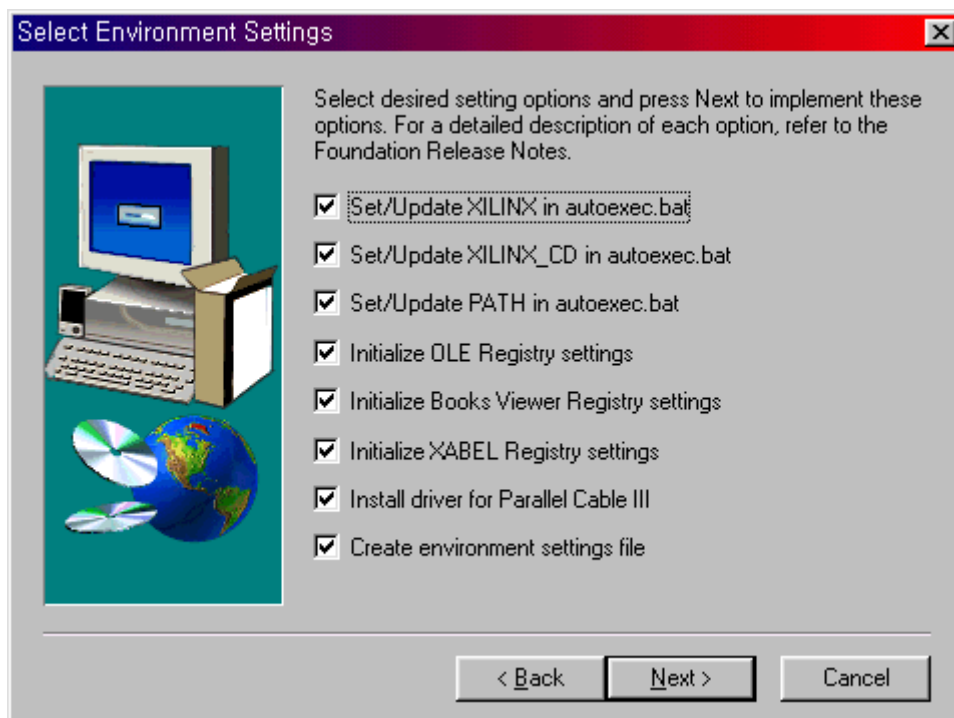 Select Environment Settings
Select desired setting options and press Next to implement these
options. For a detailed description of each option, refer to the
Foundation Release Notes.
Set/Update XILINX in autoexec.bat
Set/Update XILINX_CD in autoexec.bat
Set/Update PATH in autoexec.bat
Initialize OLE Registry settings
Initialize Books Viewer Registry settings
Initialize XABEL Registry settings
Install driver for Parallel Cable III
Create environment settings file
< Back
Next >
Cancel